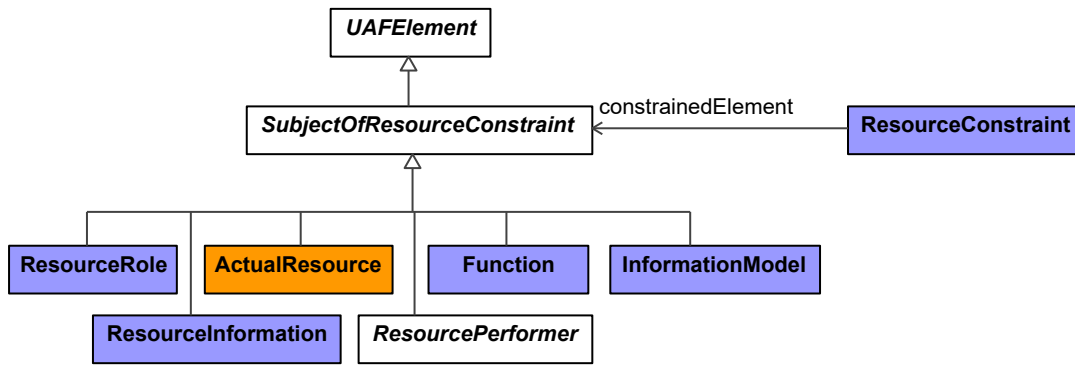 UAFElement
SubjectOfResourceConstraint
constrainedElement
ResourceConstraint
ResourceRole
ActualResource
Function
InformationModel
ResourceInformation
ResourcePerformer